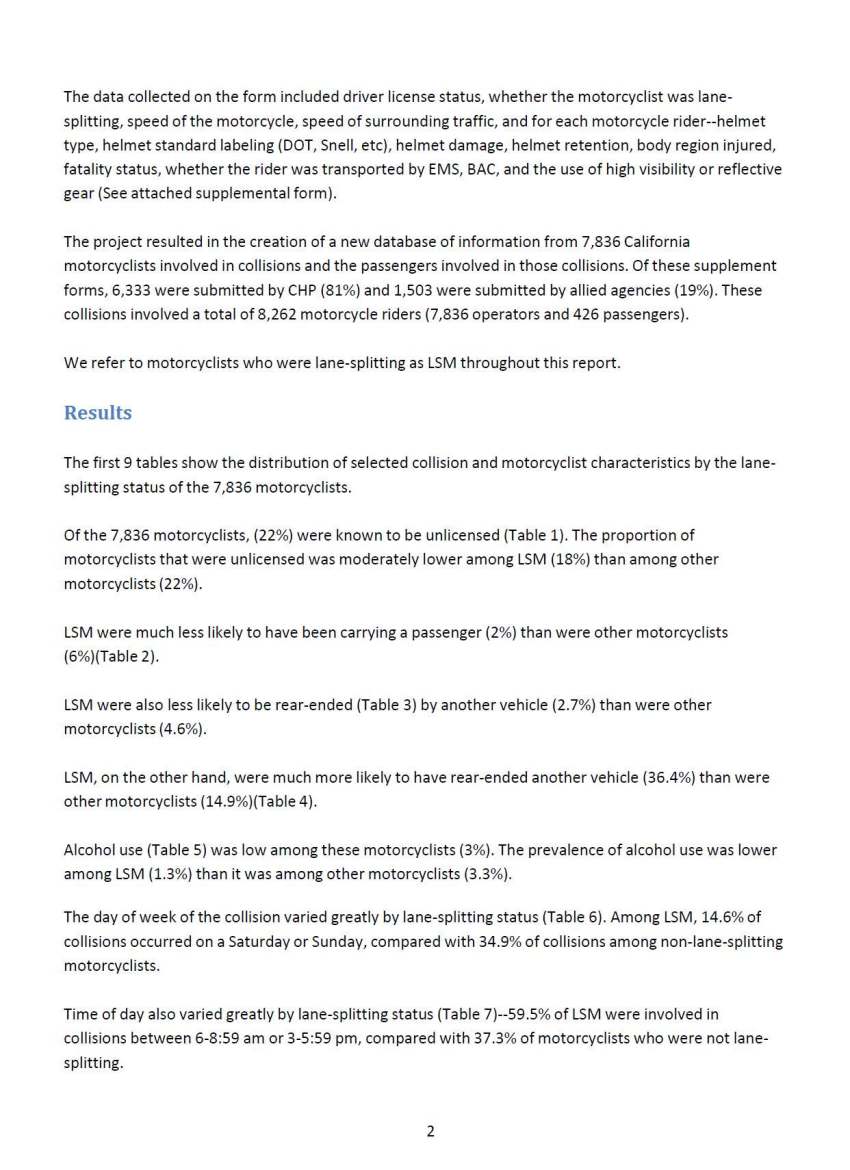 The data collected on the form included driver license status, whether the motorcyclist was lane-
splitting, speed of the motorcycle, speed of surrounding traffic, and for each motorcycle rider--helmet
type, helmet standard labeling (DOT, Snell, etc), helmet damage, helmet retention, body region injured,
fatality status, whether the rider was transported by EMS, BAC, and the use of high visibility or reflective
gear (See attached supplemental form).
The project resulted in the creation of a new database of information from 7,836 California
motorcyclists involved in collisions and the passengers involved in those collisions. Of these supplement
forms, 6,333 were submitted by CHP (81%) and 1,503 were submitted by allied agencies (19%). These
collisions involved a total of 8,262 motorcycle riders (7,836 operators and 426 passengers).
We refer to motorcyclists who were lane-splitting as LSM throughout this report.
Results
The first 9 tables show the distribution of selected collision and motorcyclist characteristics by the lane-
splitting status of the 7,836 motorcyclists.
Of the 7,836 motorcyclists, (22%) were known to be unlicensed (Table 1). The proportion of
motorcyclists that were unlicensed was moderately lower among LSM (18%) than among other
motorcyclists (22%).
LSM were much less likely to have been carrying a passenger (2%) than were other motorcyclists
(6%)(Table 2).
LSM were also less likely to be rear-ended (Table 3) by another vehicle (2.7%) than were other
motorcyclists (4.6%).
LSM, on the other hand, were much more likely to have rear-ended another vehicle (36.4%) than were
other motorcyclists (14.9%)(Table 4).
Alcohol use (Table 5) was low among these motorcyclists (3%). The prevalence of alcohol use was lower
among LSM (1.3%) than it was among other motorcyclists (3.3%).
The day of week of the collision varied greatly by lane-splitting status (Table 6). Among LSM, 14.6% of
collisions occurred on a Saturday or Sunday, compared with 34.9% of collisions among non-lane-splitting
motorcyclists.
Time of day also varied greatly by lane-splitting status (Table 7)--59.5% of LSM were involved in
collisions between 6-8:59 am or 3-5:59 pm, compared with 37.3% of motorcyclists who were not lane-
splitting.
2